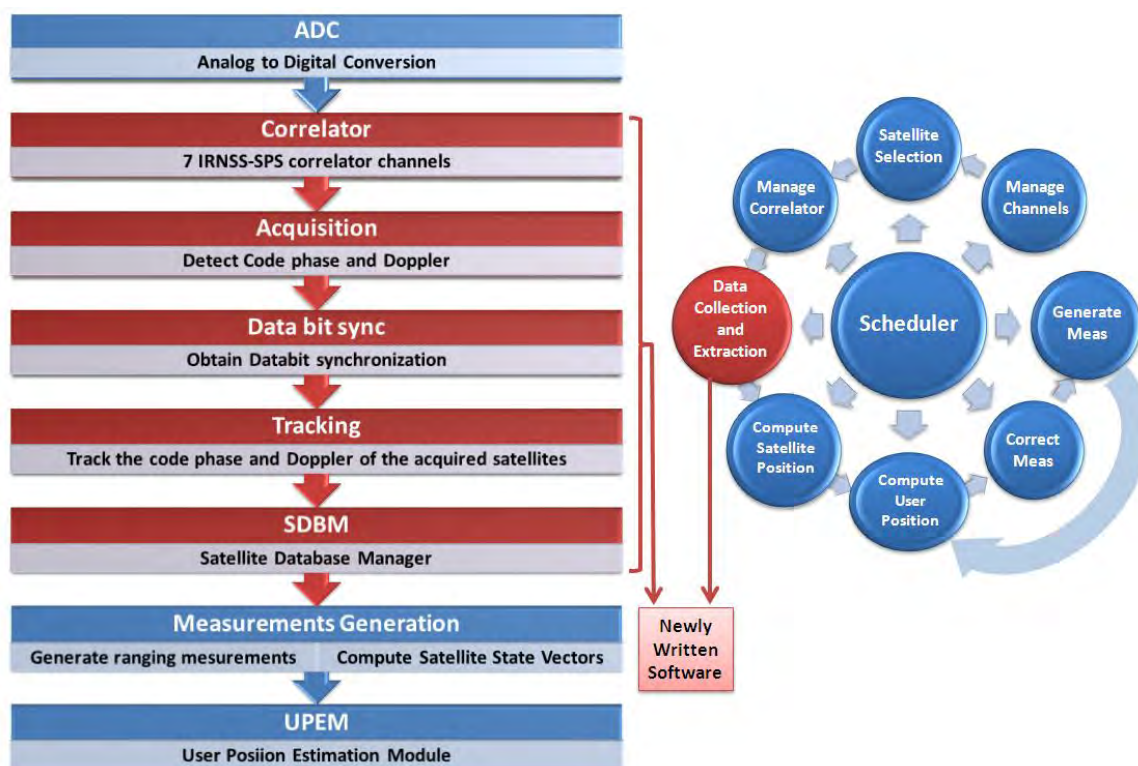 ADC
Analog to Digital Conversion
Correlator
7 IRNSS-SPS correlator channels
Acquisition
Detect Code phase and Doppler
Data bit sync
Obtain Databit synchronization
Tracking
Track the code phase and Doppler of the acquired satellites
SDBM
Satellite Database Manager
Measurements Generation
Generate ranging mesurements
Compute Satellite State Vectors
UPEM
User Posiion Estimation Module
Newly
Written
Software
Scheduler
Satellite
Selection
Manage
Channels
Generate
Meas
Correct
Meas
Compute
User
Position
Compute
Satellite
Position
Data
Collection
and
Extraction
Manage
Correlator